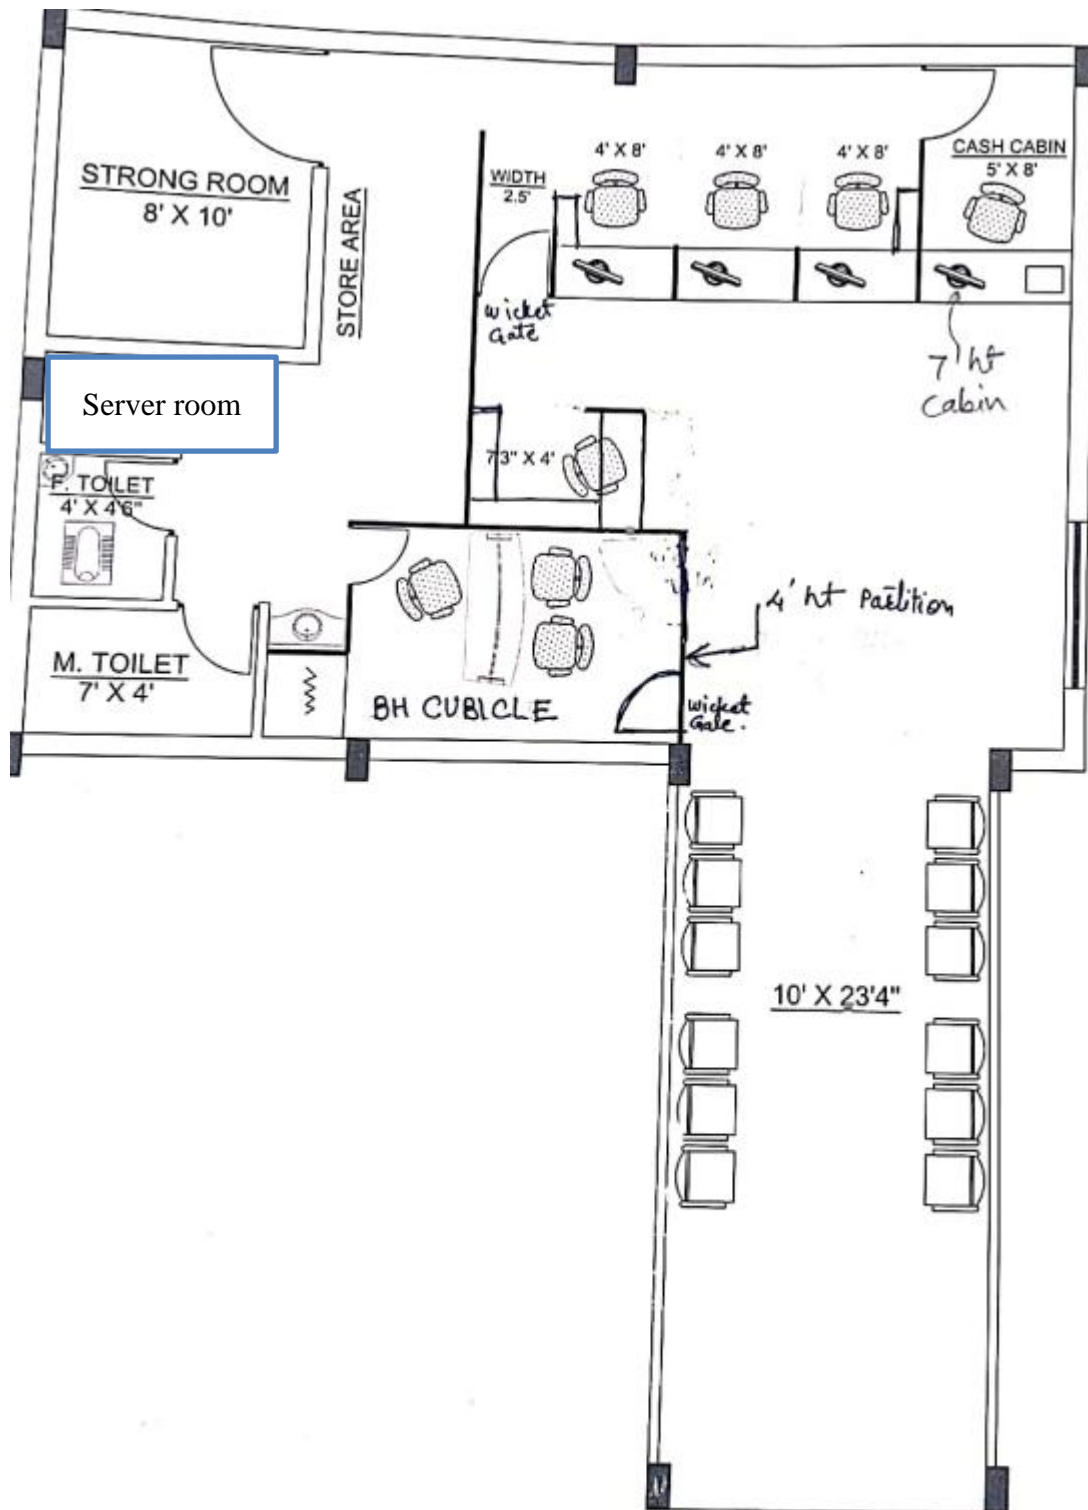 STRONG ROOM
8' X 10'
STORE AREA
WIDTH
2.5'
4' X 8'
4' X 8'
4' X 8'
CASH CABIN
5' X 8'
wicket
Gate
7' ht
Cabin
Server room
7'3" X 4'
F. TOILET
4' X 4'6"
M. TOILET
7' X 4'
BH CUBICLE
4' ht Partition
wicket
Gate.
10' X 23'4"